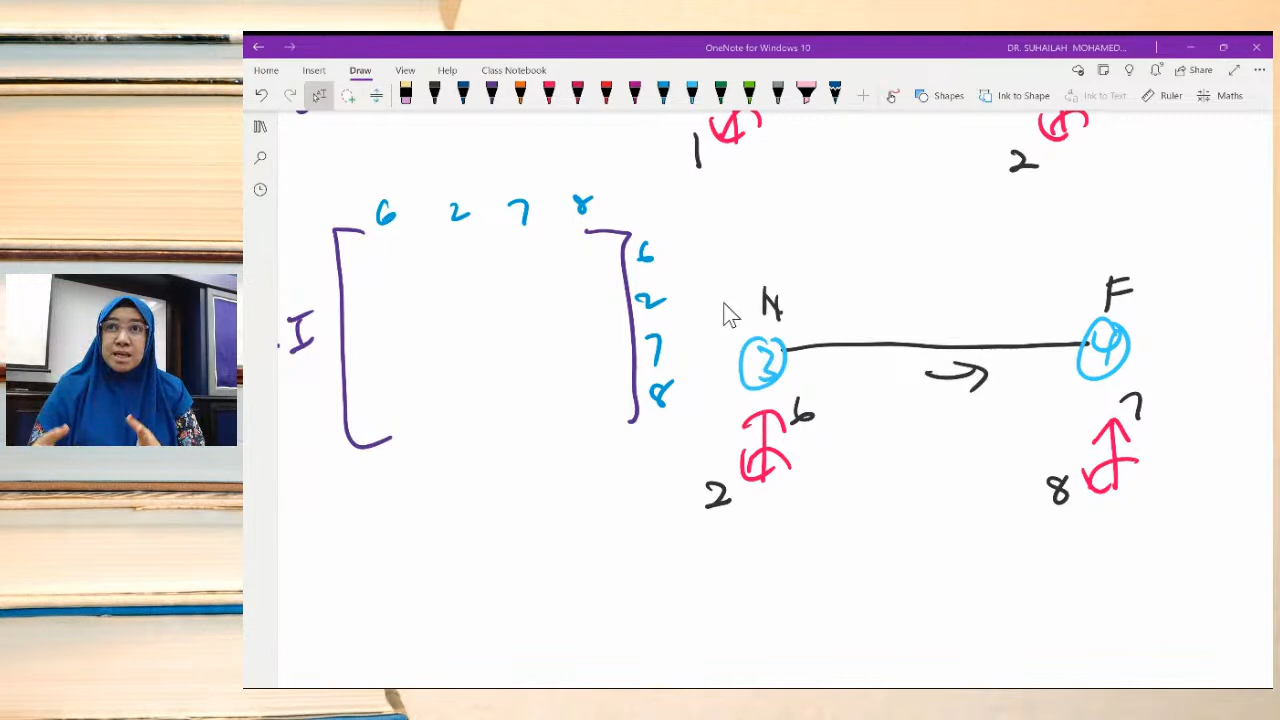 OneNote for Windows 10
DR. SUHAILAH MOHAMED...
Home Insert Draw View Help Class Notebook
Share
Shapes Ink to Shape Ink to Text Ruler Maths
1
2
6 2 7 8
6
2
7
8
I
N
F
3
4
6
7
2
8